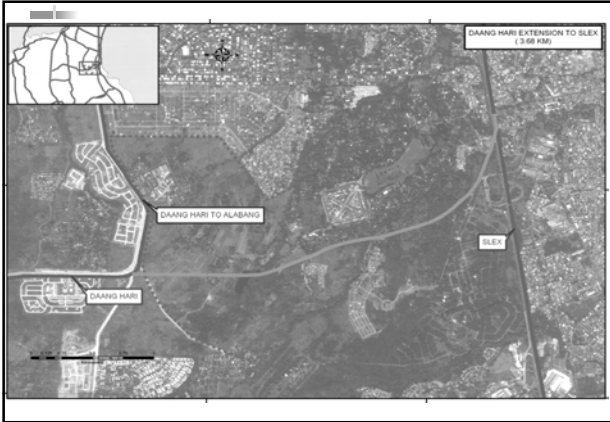 DAANG HARI EXTENSION TO SLEX
( 3.68 KM)
DAANG HARI TO ALABANG
SLEX
DAANG HARI